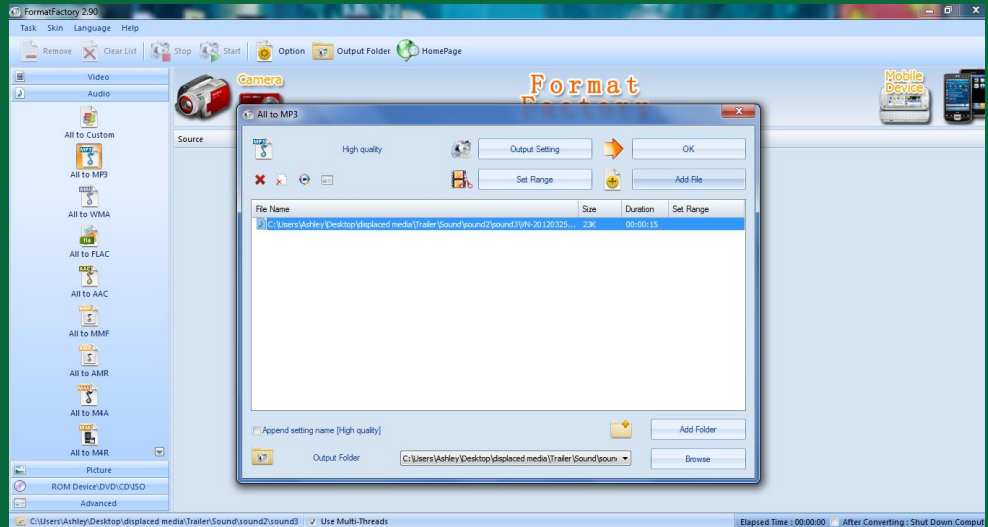 FormatFactory 2.90
Task Skin Language Help
Remove Clear List Stop Start Option Output Folder HomePage
Video
Audio
All to Custom
All to MP3
All to WMA
All to FLAC
All to AAC
All to MMF
All to AMR
All to M4A
All to M4R
Picture
ROM Device\DVD\CD\ISO
Advanced
Camera
Format
Factory
Mobile
Device
Source
All to MP3
High quality Output Setting OK
Set Range Add File
File Name Size Duration Set Range
C:\Users\Ashley\Desktop\displaced media\Trailer\Sound\sound2\sound3\VN-20120325... 23K 00:00:15
Append setting name [High quality] Add Folder
Output Folder C:\Users\Ashley\Desktop\displaced media\Trailer\Sound\soun Browse
C:\Users\Ashley\Desktop\displaced media\Trailer\Sound\sound2\sound3 Use Multi-Threads Elapsed Time : 00:00:00 After Converting : Shut Down Comput